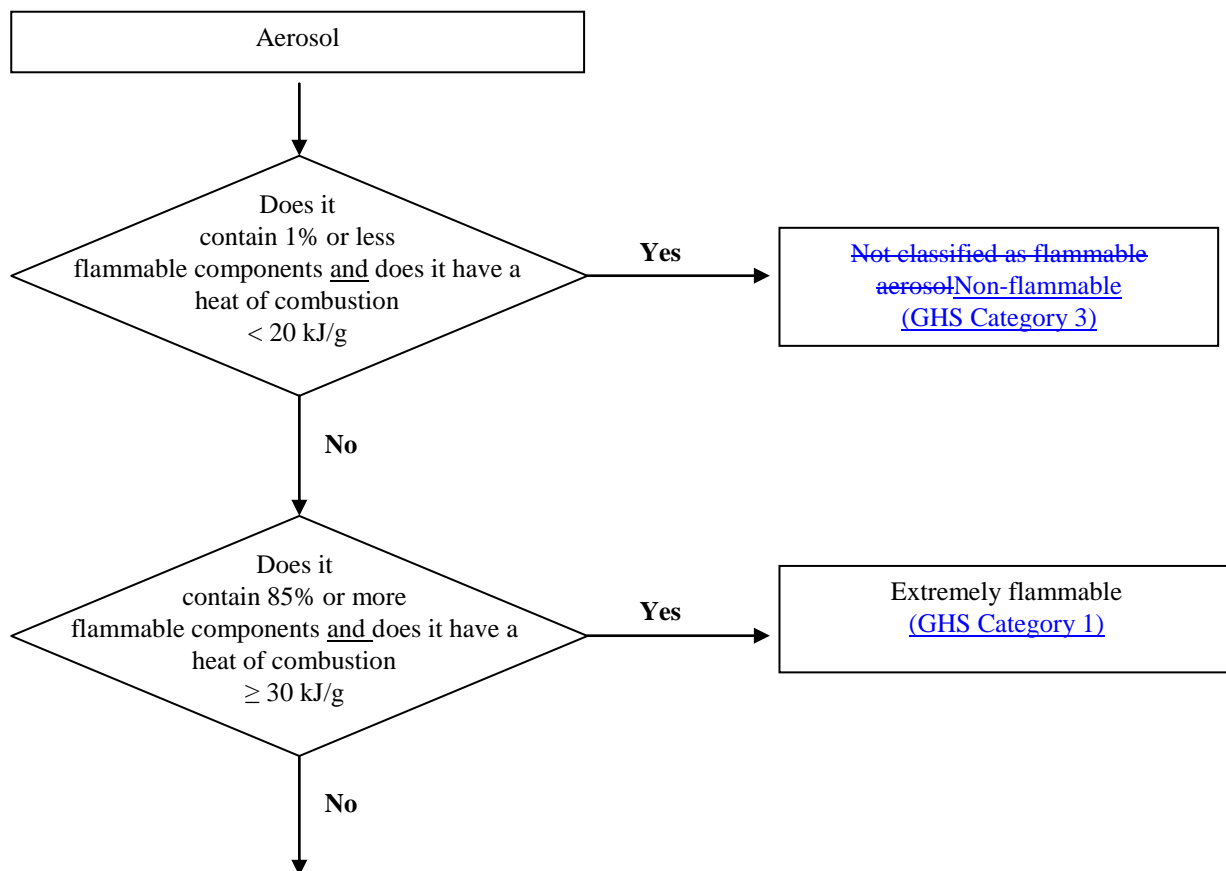 Aerosol
Does it
contain 1% or less
flammable components and does it have a
heat of combustion
< 20 kJ/g
Yes
Not classified as flammable
aerosolNon-flammable
(GHS Category 3)
No
Does it
contain 85% or more
flammable components and does it have a
heat of combustion
≥ 30 kJ/g
Yes
Extremely flammable
(GHS Category 1)
No